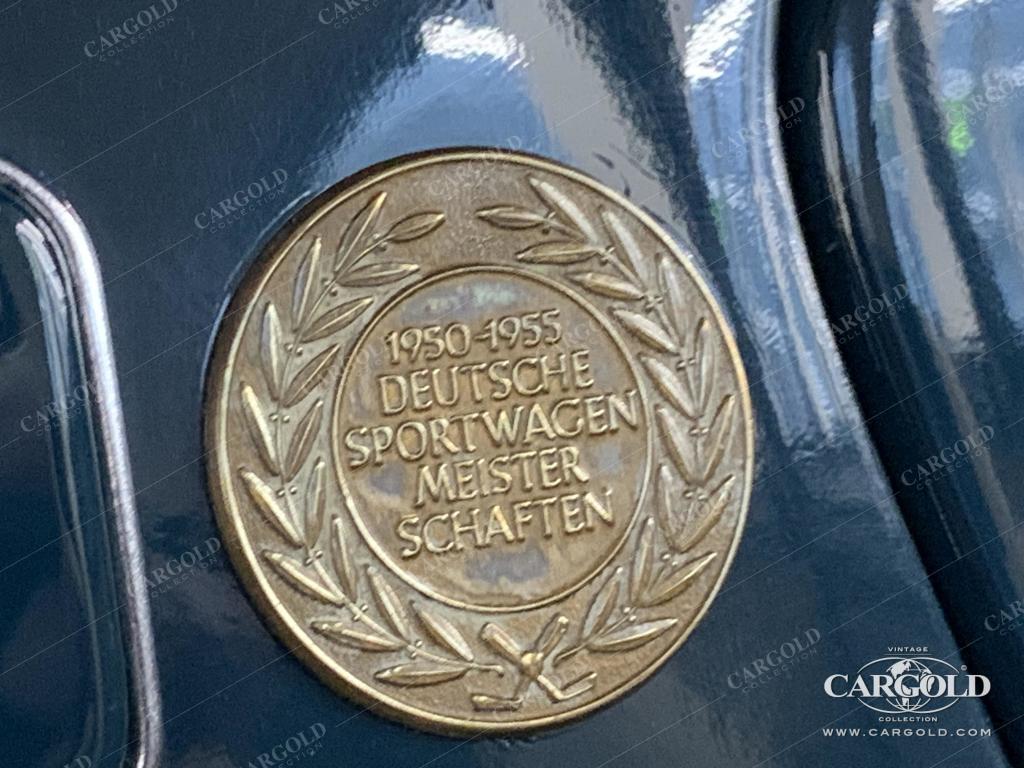 1950-1955
DEUTSCHE
SPORTWAGEN
MEISTER
SCHAFTEN
VINTAGE
CARGOLD
COLLECTION
WWW.CARGOLD.COM